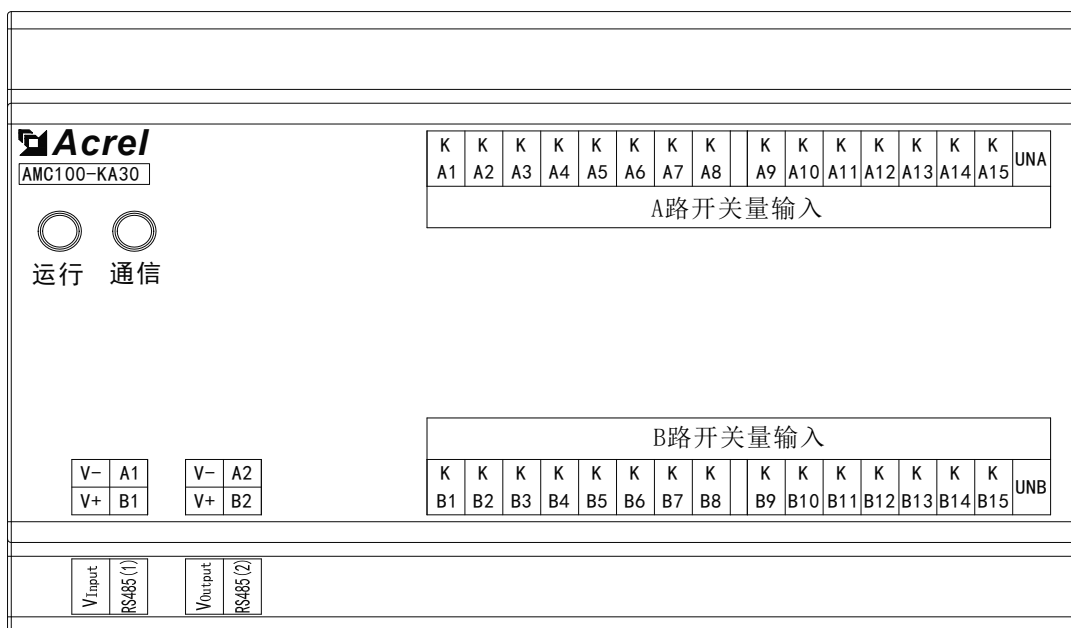 Acrel
AMC100-KA30
运行 通信
K K K K K K K K K K K K K K K
A1 A2 A3 A4 A5 A6 A7 A8 A9 A10 A11 A12 A13 A14 A15 UNA
A路开关量输入
B路开关量输入
K K K K K K K K K K K K K K K
B1 B2 B3 B4 B5 B6 B7 B8 B9 B10 B11 B12 B13 B14 B15 UNB
V- A1 V- A2
V+ B1 V+ B2
VInput RS485(1) VOutput RS485(2)